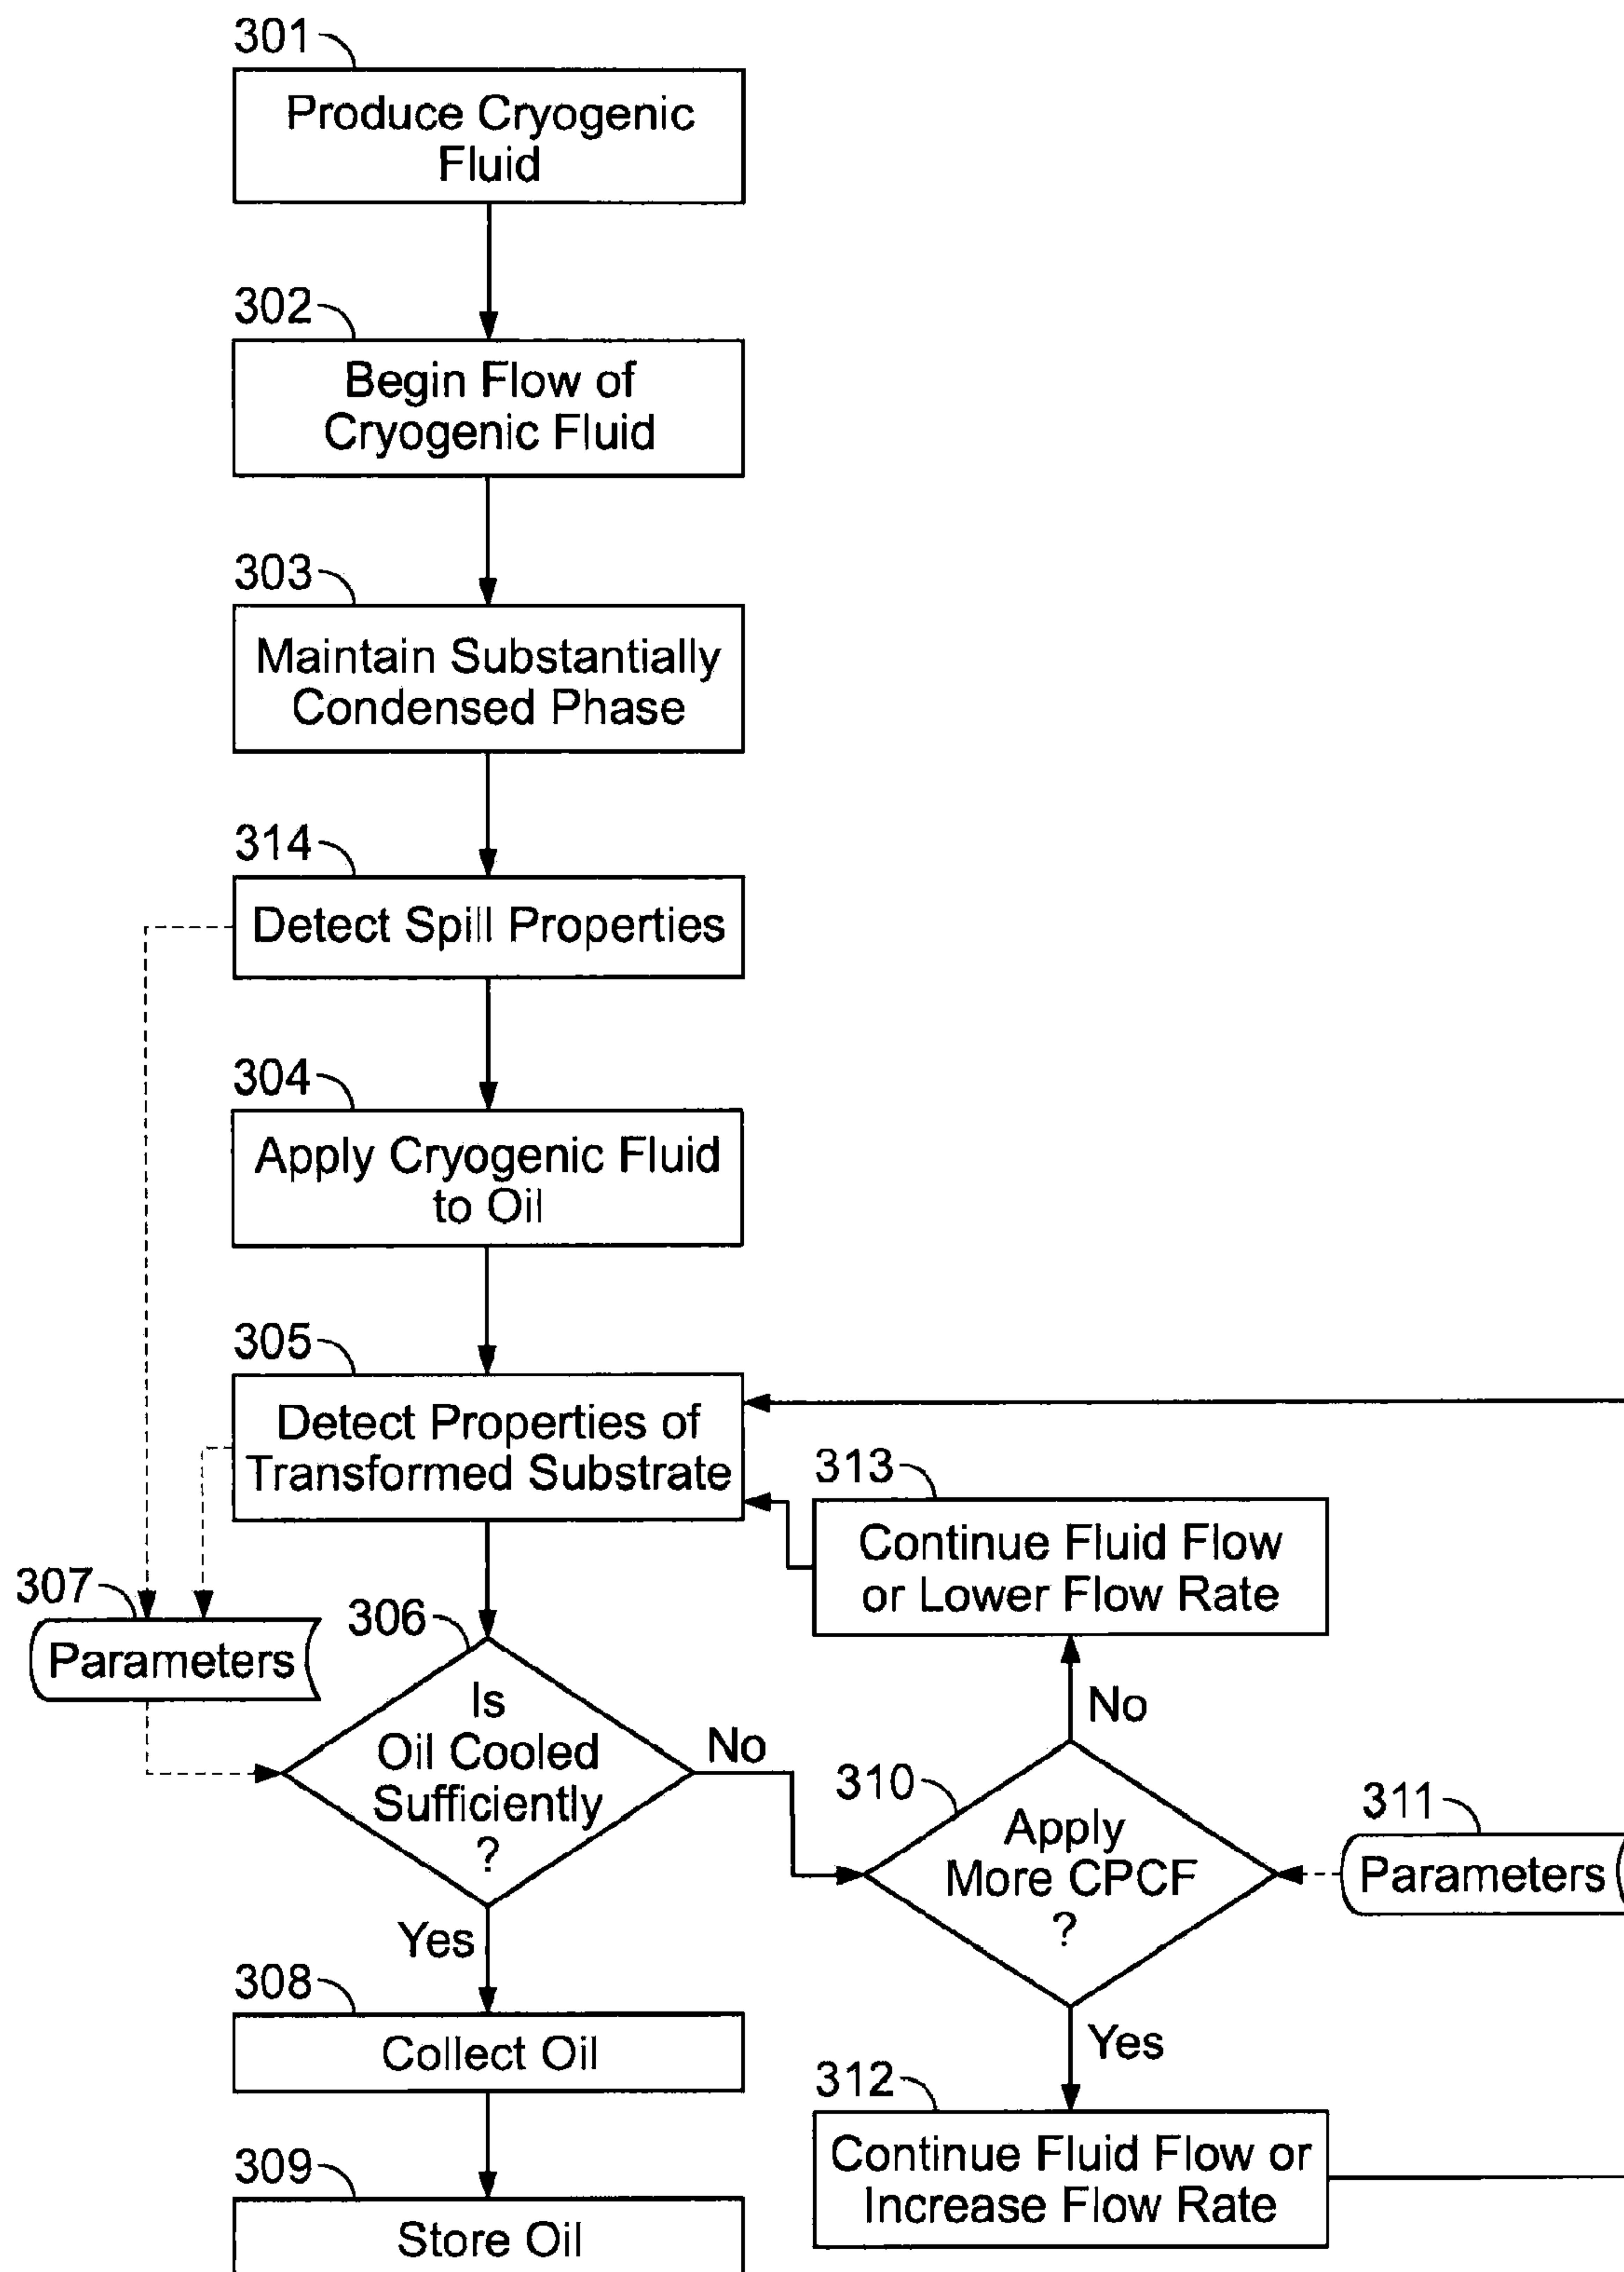 301
Produce Cryogenic
Fluid
302
Begin Flow of
Cryogenic Fluid
303
Maintain Substantially
Condensed Phase
314
Detect Spill Properties
304
Apply Cryogenic Fluid
to Oil
305
Detect Properties of
Transformed Substrate
313
Continue Fluid Flow
or Lower Flow Rate
307
Parameters
306
Is
Oil Cooled
Sufficiently
?
No
No
310
Apply
More CPCF
?
311
Parameters
Yes
308
Collect Oil
Yes
312
Continue Fluid Flow or
Increase Flow Rate
309
Store Oil